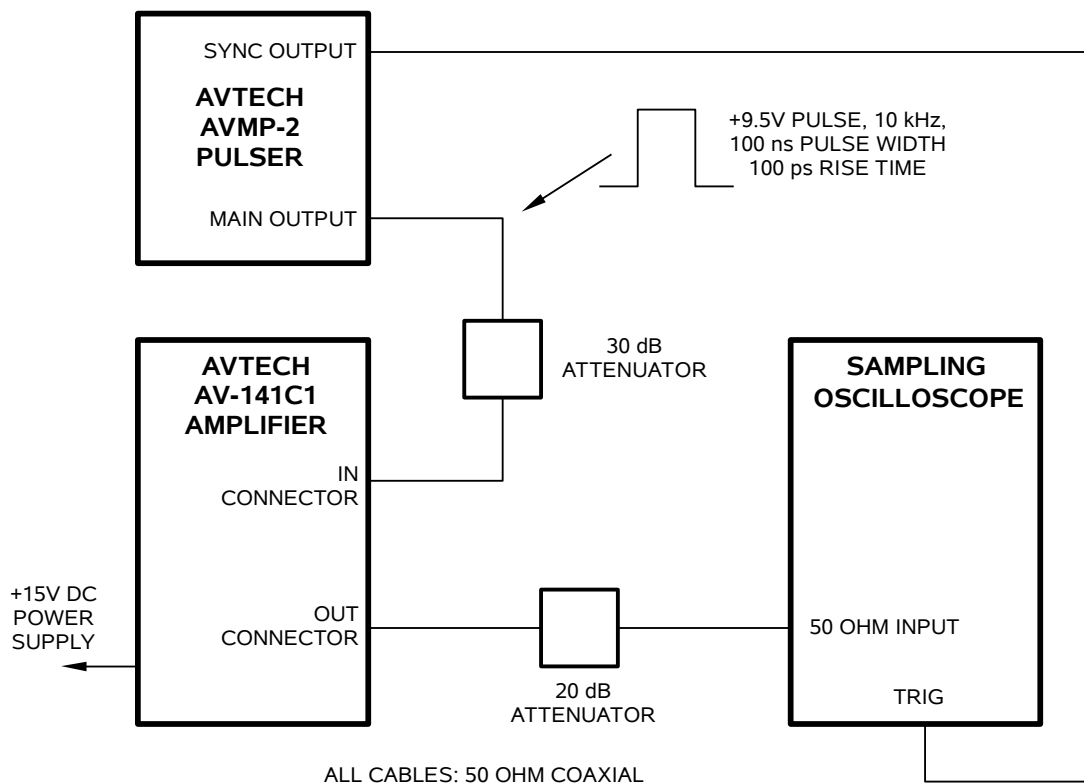 SYNC OUTPUT
AVTECH
AVMP-2
PULSER
MAIN OUTPUT
+9.5V PULSE, 10 kHz,
100 ns PULSE WIDTH
100 ps RISE TIME
30 dB
ATTENUATOR
AVTECH
AV-141C1
AMPLIFIER
IN
CONNECTOR
OUT
CONNECTOR
+15V DC
POWER
SUPPLY
20 dB
ATTENUATOR
SAMPLING
OSCILLOSCOPE
50 OHM INPUT
TRIG
ALL CABLES: 50 OHM COAXIAL